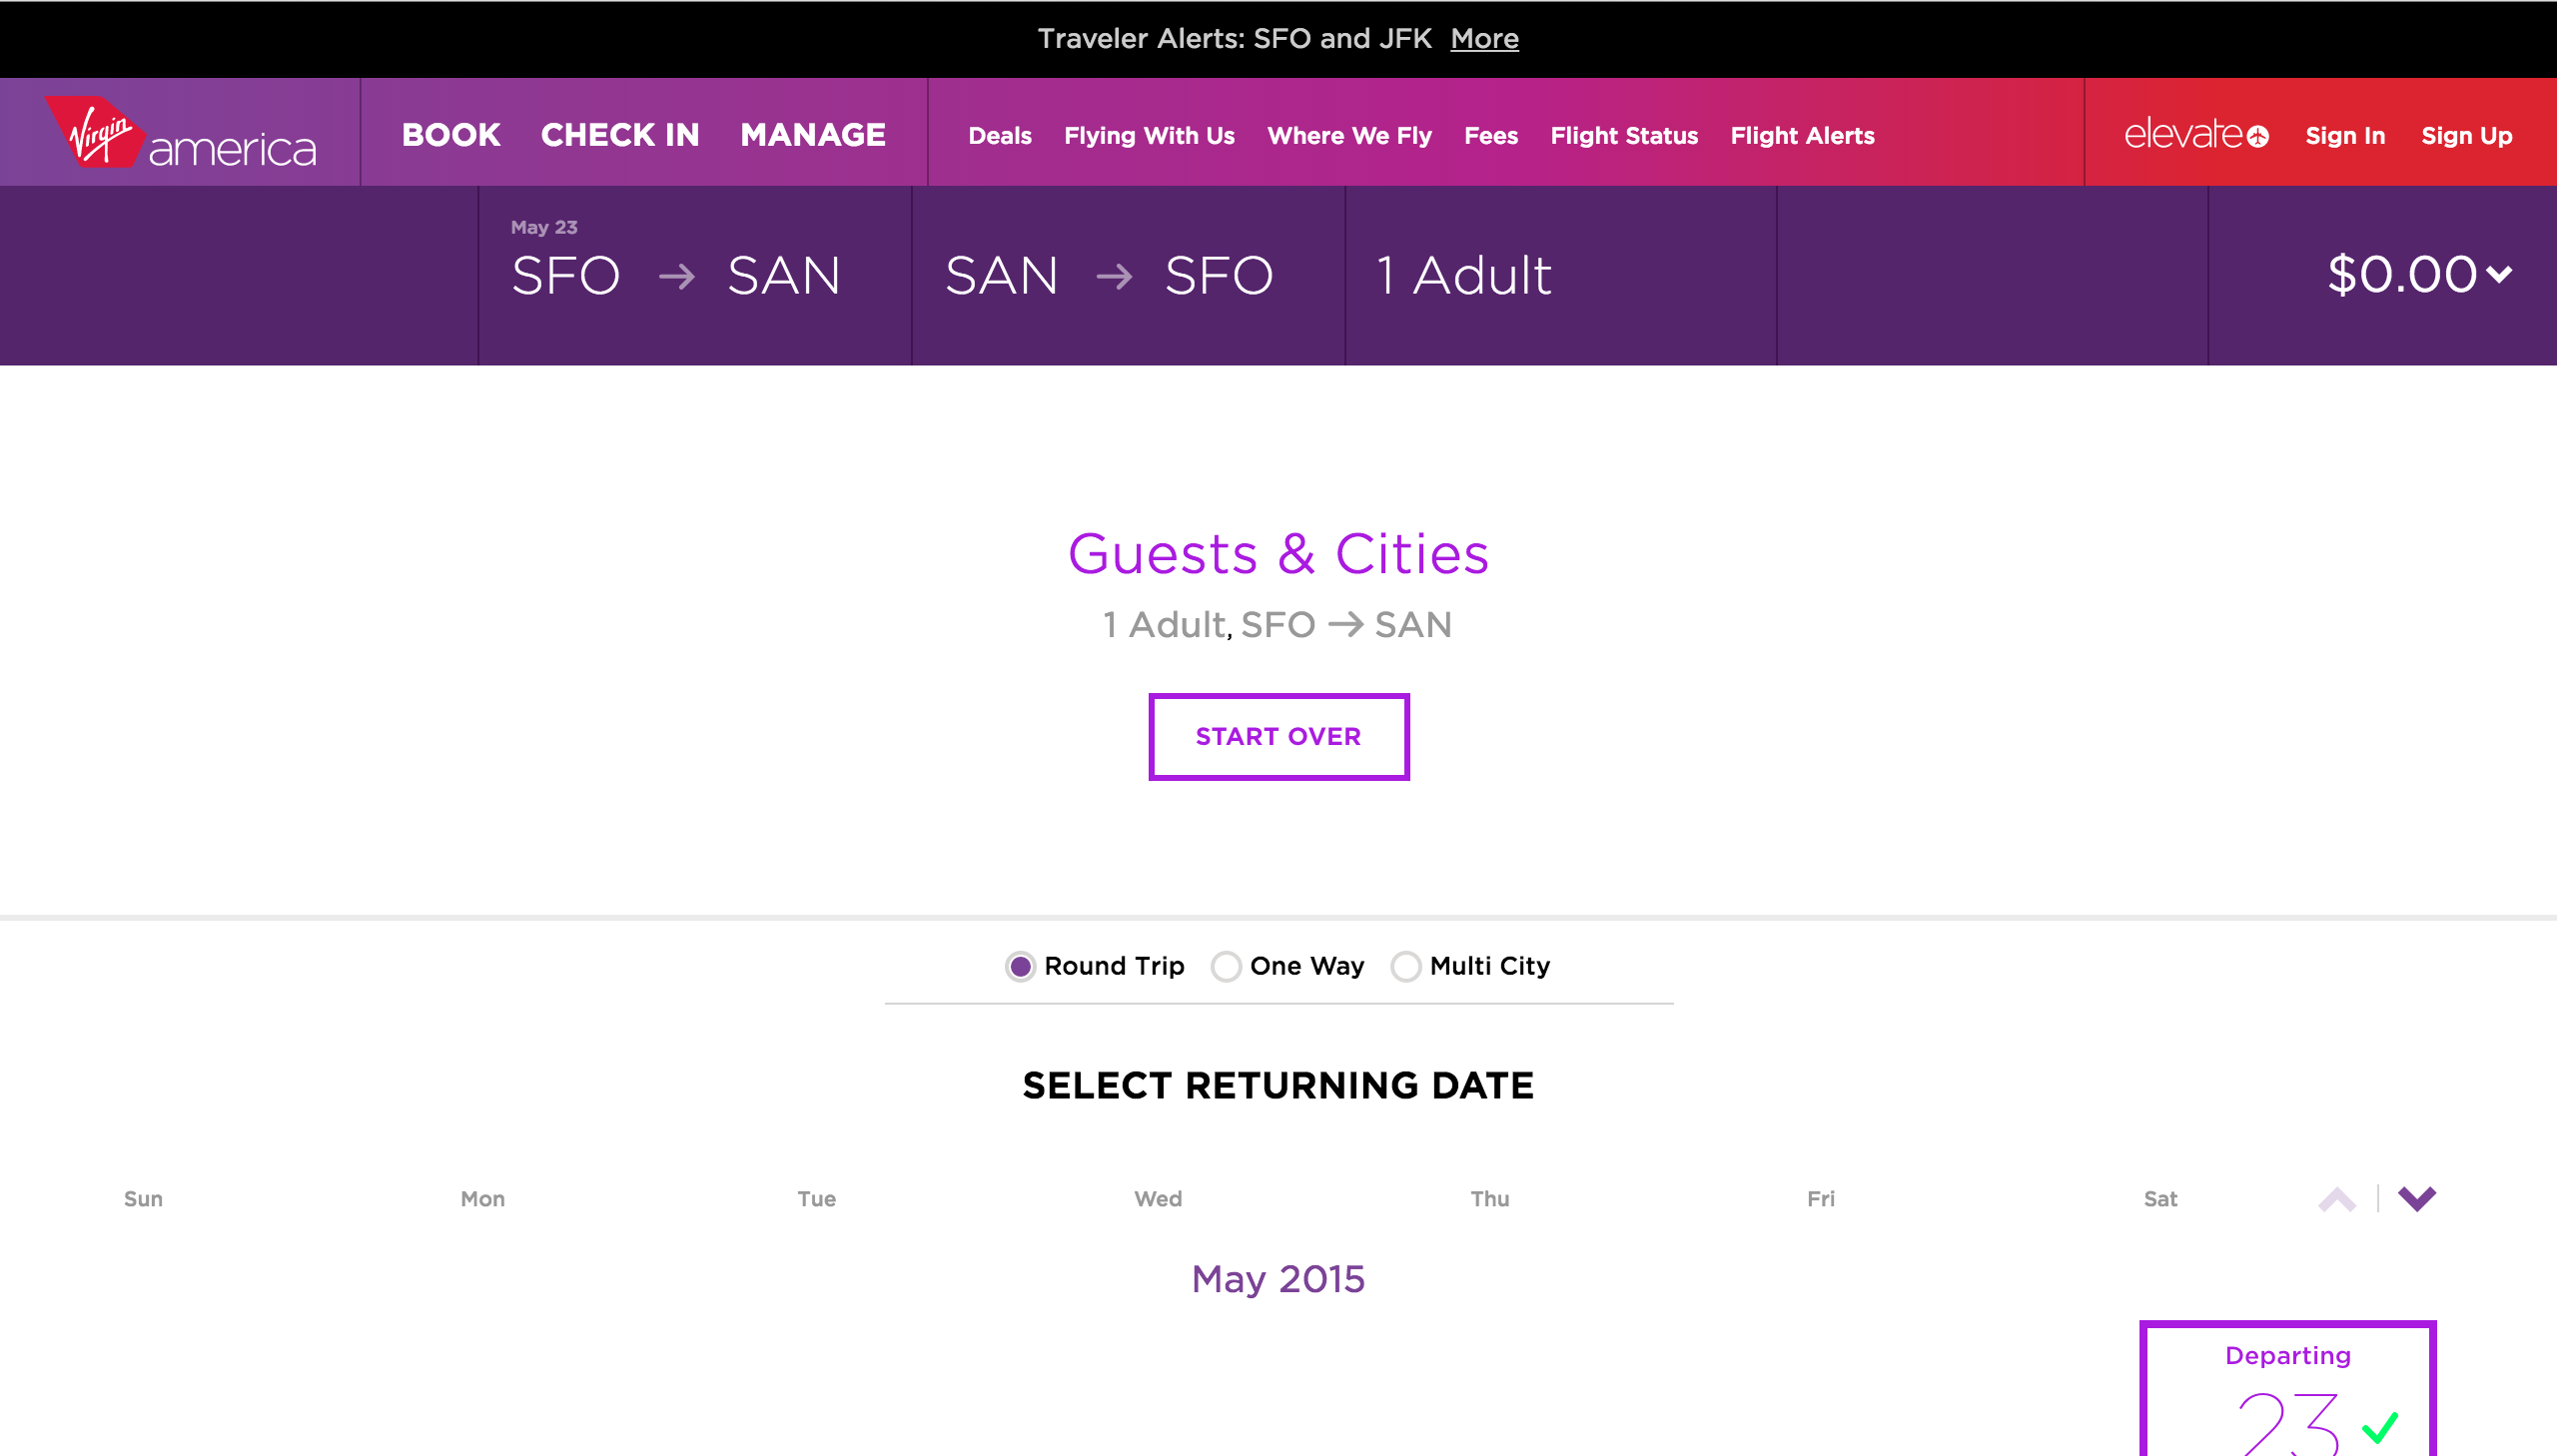 Traveler Alerts: SFO and JFK More
Virgin america BOOK CHECK IN MANAGE Deals Flying With Us Where We Fly Fees Flight Status Flight Alerts elevate Sign In Sign Up
May 23
SFO → SAN SAN → SFO 1 Adult $0.00
Guests & Cities
1 Adult, SFO → SAN
START OVER
Round Trip One Way Multi City
SELECT RETURNING DATE
Sun Mon Tue Wed Thu Fri Sat
May 2015
Departing
23